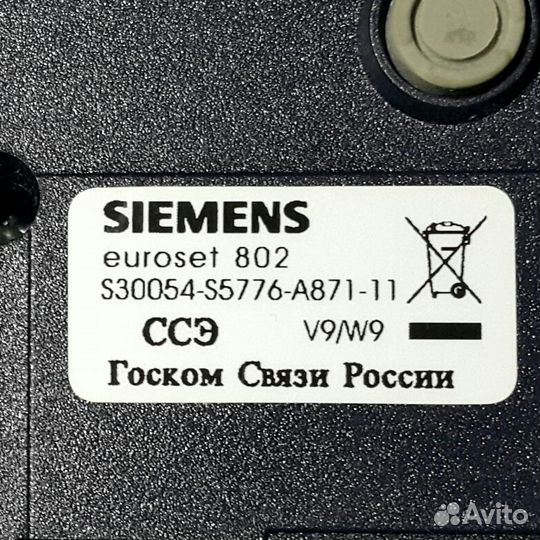 SIEMENS
euroset 802
S30054-S5776-A871-11
ССЭ V9/W9
Госком Связи России
Avito